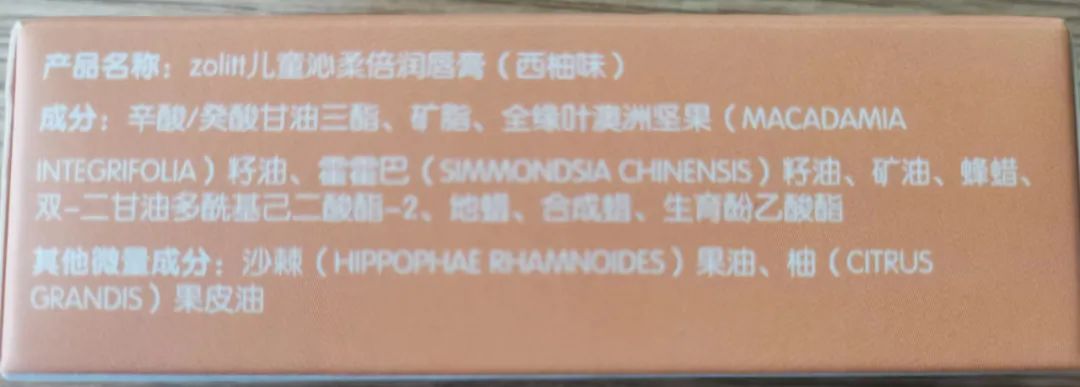 产品名称：zolitt儿童沁柔倍润唇膏（西柚味）
成分：辛酸/癸酸甘油三酯、矿脂、全缘叶澳洲坚果（MACADAMIA
INTEGRIFOLIA）籽油、霍霍巴（SIMMONDSIA CHINENSIS）籽油、矿油、蜂蜡、
双-二甘油多酰基己二酸酯-2、地蜡、合成蜡、生育酚乙酸酯
其他微量成分：沙棘（HIPPOPHAE RHAMNOIDES）果油、柚（CITRUS
GRANDIS）果皮油